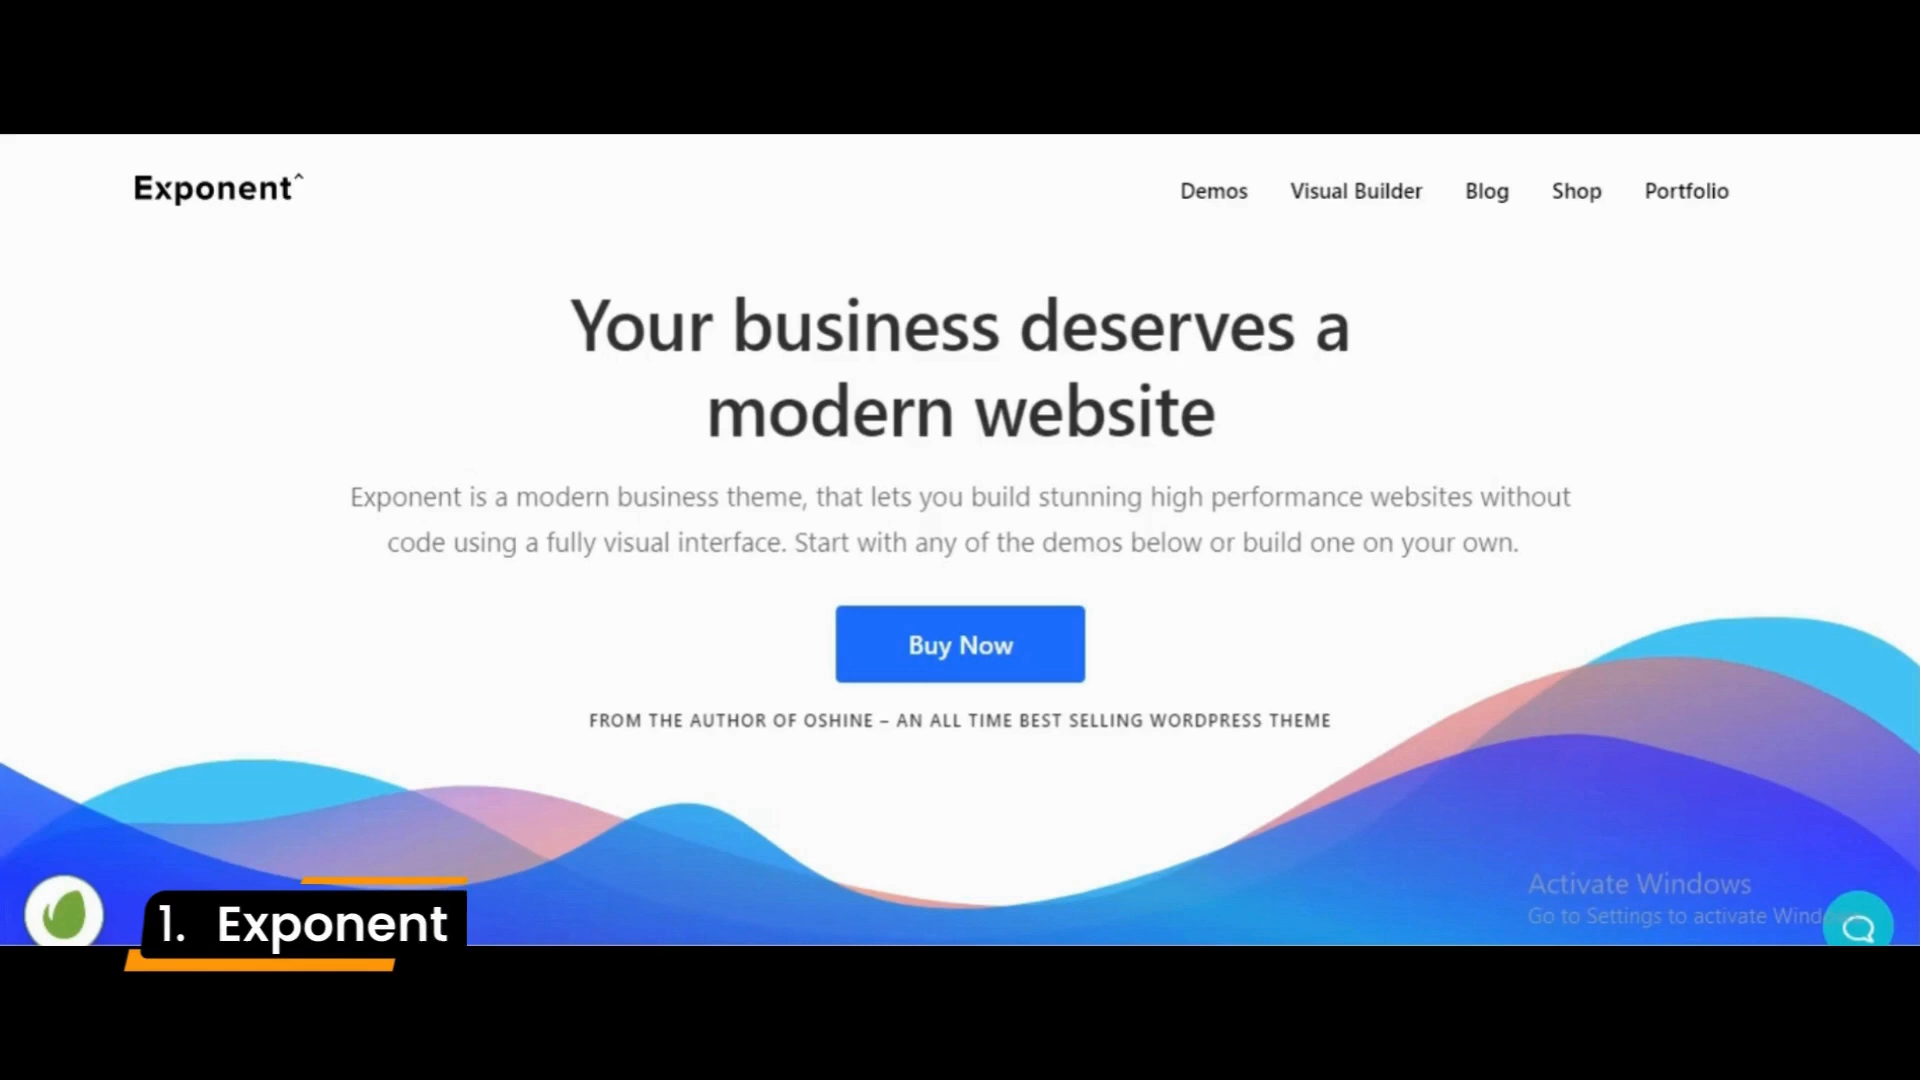 Exponent^
Demos Visual Builder Blog Shop Portfolio
Your business deserves a
modern website
Exponent is a modern business theme, that lets you build stunning high performance websites without
code using a fully visual interface. Start with any of the demos below or build one on your own.
Buy Now
FROM THE AUTHOR OF OSHINE – AN ALL TIME BEST SELLING WORDPRESS THEME
Activate Windows
Go to Settings to activate
1. Exponent